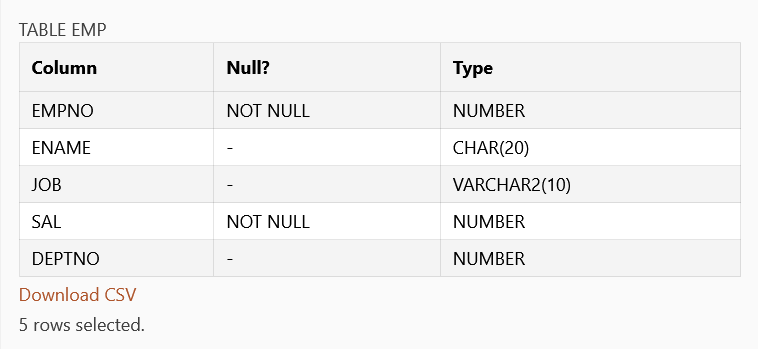 TABLE EMP
Column Null? Type
EMPNO NOT NULL NUMBER
ENAME - CHAR(20)
JOB - VARCHAR2(10)
SAL NOT NULL NUMBER
DEPTNO - NUMBER
Download CSV
5 rows selected.